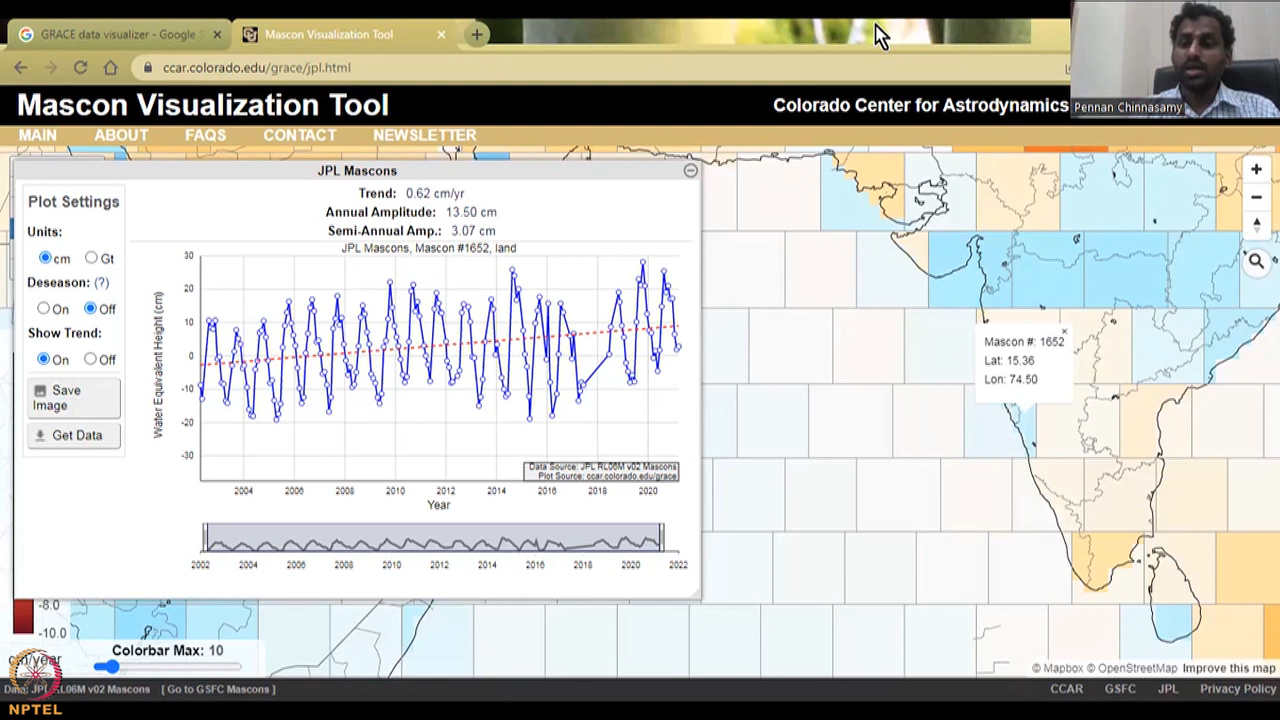 GRACE data visualizer - Google S
Mascon Visualization Tool
ccar.colorado.edu/grace/jpl.html
Pennan Chinnasamy
Mascon Visualization Tool
Colorado Center for Astrodynamics
MAIN ABOUT FAQS CONTACT NEWSLETTER
JPL Mascons
Plot Settings
Units:
cm Gt
Deseason: (?)
On Off
Show Trend:
On Off
Save Image
Get Data
Trend: 0.62 cm/yr
Annual Amplitude: 13.50 cm
Semi-Annual Amp.: 3.07 cm
JPL Mascons, Mascon #1652, land
Water Equivalent Height (cm)
30
20
10
0
-10
-20
-30
Data Source: JPL RL06M v02 Mascons
Plot Source: ccar.colorado.edu/grace
2004 2006 2008 2010 2012 2014 2016 2018 2020
Year
2002 2004 2006 2008 2010 2012 2014 2016 2018 2020 2022
Mascon #: 1652
Lat: 15.36
Lon: 74.50
-8.0
-10.0
cm/year
Colorbar Max: 10
© Mapbox © OpenStreetMap Improve this map
Data: JPL RL06M v02 Mascons [ Go to GSFC Mascons ]
CCAR GSFC JPL Privacy Policy
NPTEL